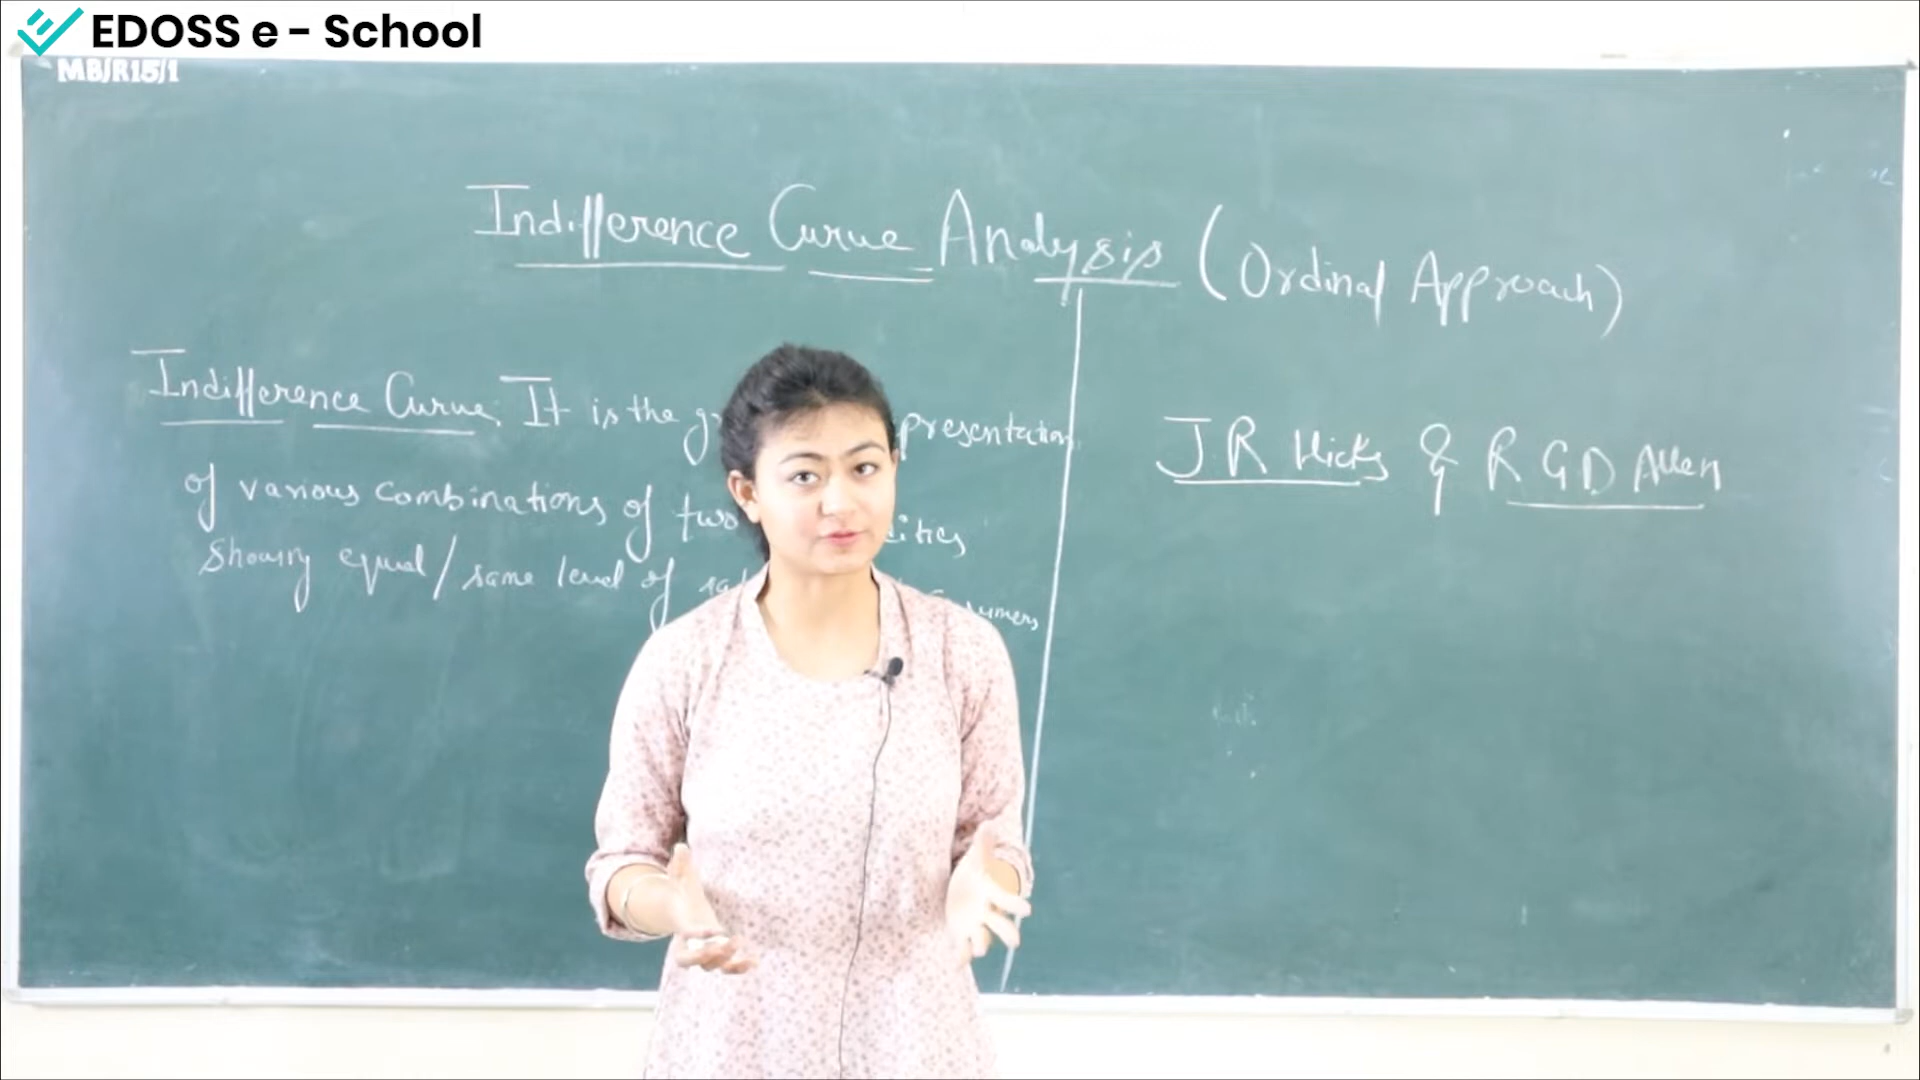 EDOSS e - School
MB/R15/1
Indifference Curve Analysis (Ordinal Approach)
Indifference Curve. It is the presentation
of various combinations of two
showing equal/same level of
J R Hicks & R G D Allen